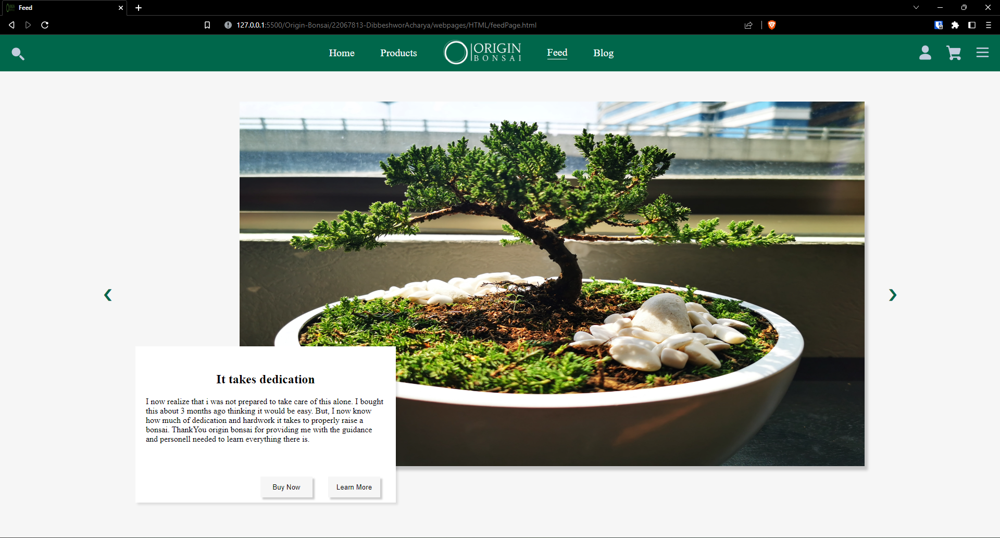 Feed
127.0.0.1:5500/Origin-Bonsai/22067813-DibbeshworAcharya/webpages/HTML/feedPage.html
Home
Products
ORIGIN
BONSAI
Feed
Blog
It takes dedication
I now realize that i was not prepared to take care of this alone. I bought
this about 3 months ago thinking it would be easy. But, I now know
how much of dedication and hardwork it takes to properly raise a
bonsai. ThankYou origin bonsai for providing me with the guidance
and personell needed to learn everything there is.
Buy Now
Learn More